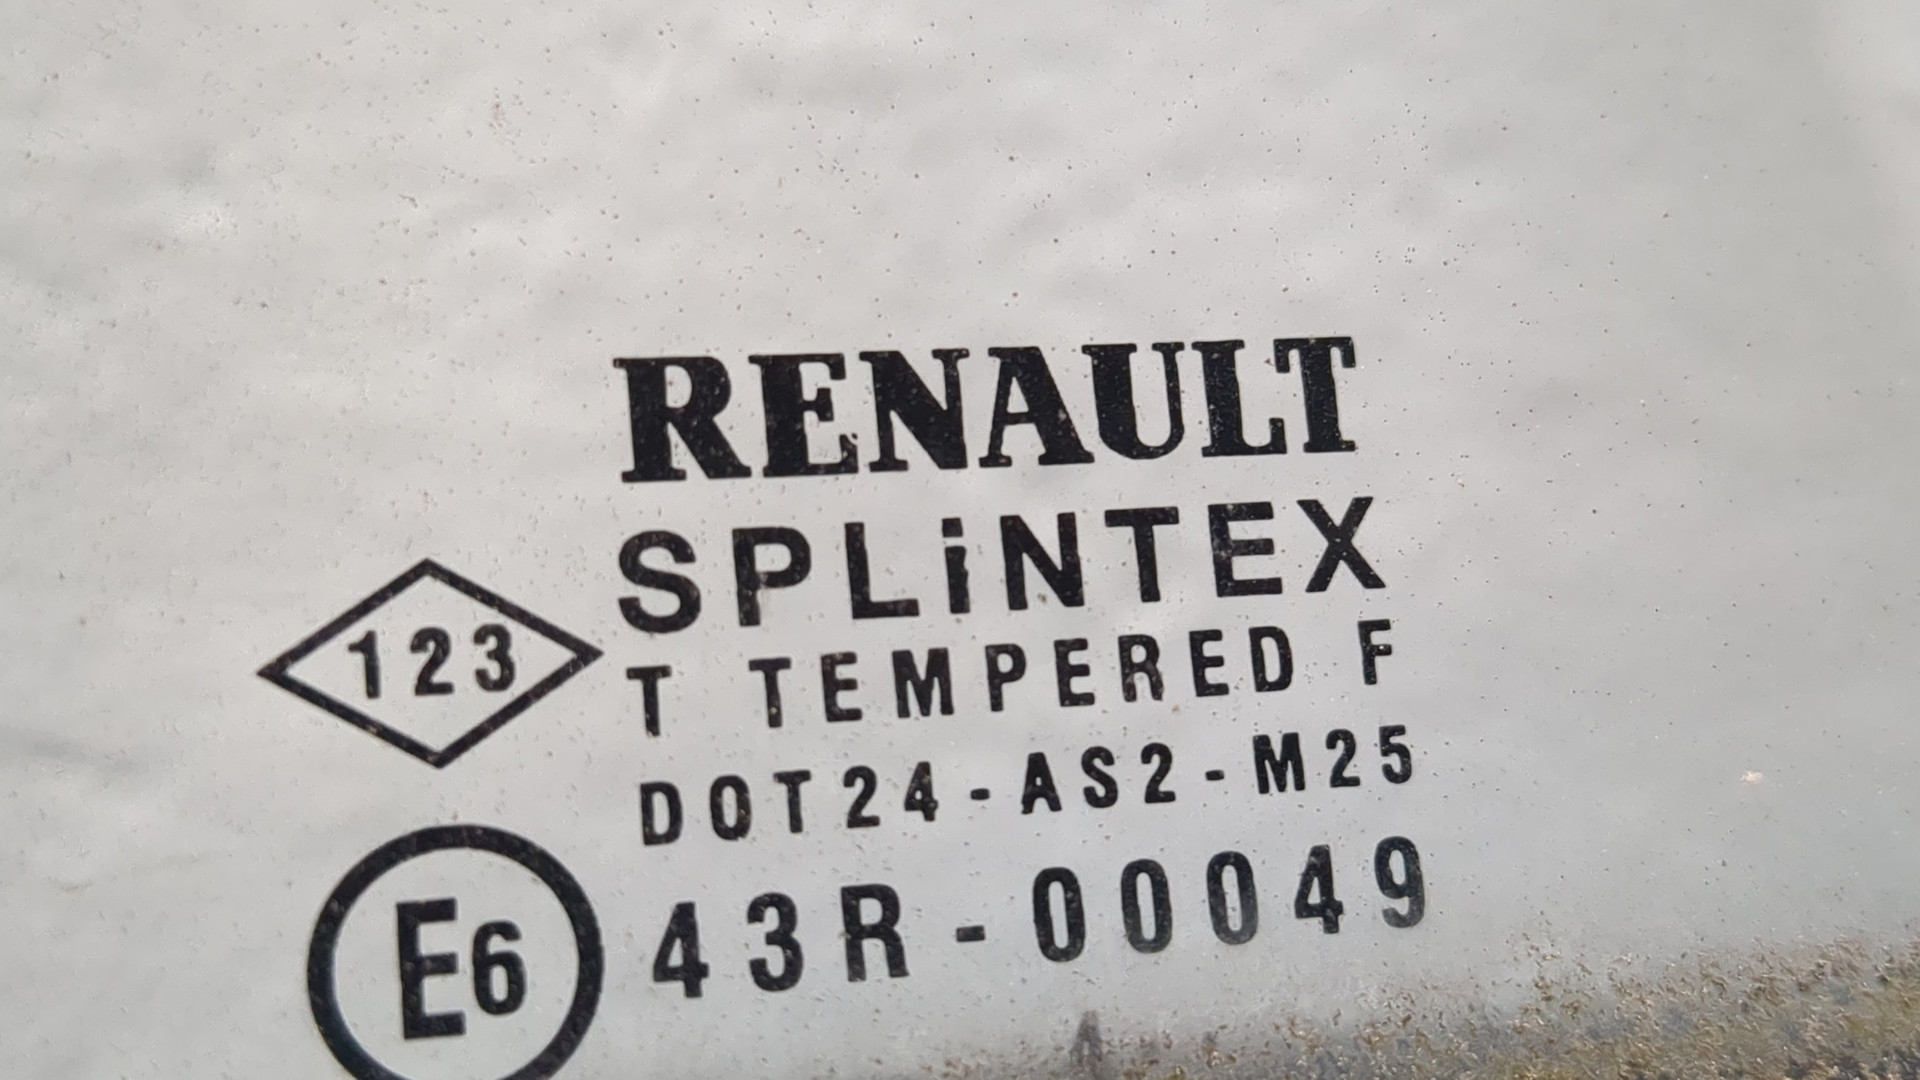 RENAULT
SPLiNTEX
123
T TEMPERED F
DOT24-AS2-M25
E6 43R-00049